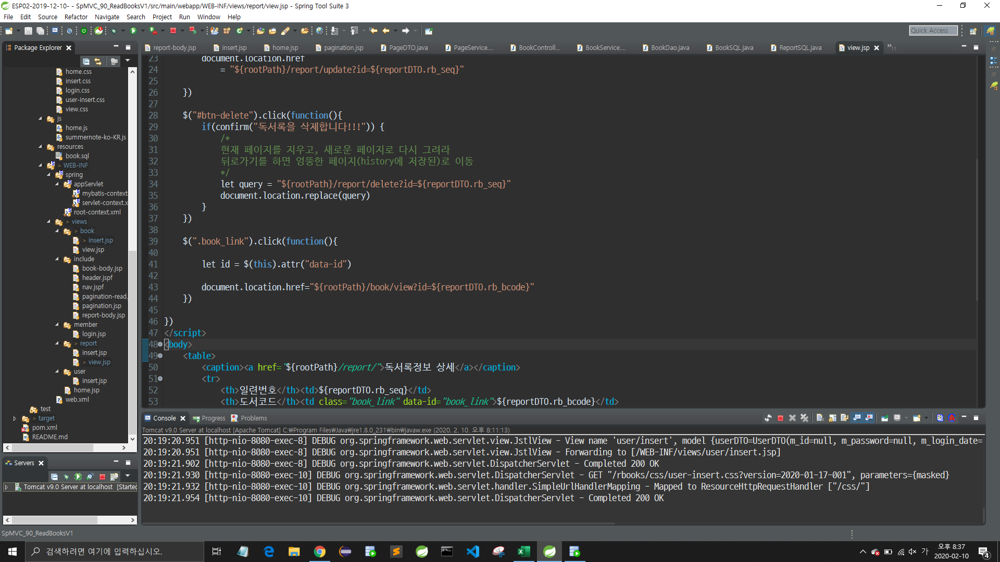 ESP02-2019-12-10- - SpMVC_90_ReadBooksV1/src/main/webapp/WEB-INF/views/report/view.jsp - Spring Tool Suite 3
File Edit Source Refactor Navigate Search Project Run Window Help
Quick Access
Package Explorer
home.css
insert.css
login.css
user-insert.css
view.css
js
home.js
summernote-ko-KR.js
resources
book.sql
> WEB-INF
spring
appServlet
mybatis-context
servlet-context.x
root-context.xml
> views
> book
> insert.jsp
view.jsp
include
book-body.jsp
header.jspf
nav.jspf
pagination-read.
pagination.jsp
report-body.jsp
member
login.jsp
> report
insert.jsp
> view.jsp
user
insert.jsp
home.jsp
web.xml
test
> target
pom.xml
README.md
Servers
Tomcat v9.0 Server at localhost [Started
report-body.jsp insert.jsp home.jsp pagination.jsp PageDTO.java PageService.... BookControll... BookService.... BookDao.java BookSQL.java ReportSQL.java view.jsp »11
23 document.location.href
24 = "${rootPath}/report/update?id=${reportDTO.rb_seq}"
25
26 })
27
28 $("#btn-delete").click(function(){
29 if(confirm("독서록을 삭제합니다!!!")) {
30 /*
31 현재 페이지를 지우고, 새로운 페이지로 다시 그려라
32 뒤로가기를 하면 엉뚱한 페이지(history에 저장된)로 이동
33 */
34 let query = "${rootPath}/report/delete?id=${reportDTO.rb_seq}"
35 document.location.replace(query)
36 }
37 })
38
39 $(".book_link").click(function(){
40
41 let id = $(this).attr("data-id")
42
43 document.location.href="${rootPath}/book/view?id=${reportDTO.rb_bcode}"
44 })
45
46 })
47 </script>
48 <body>
49 <table>
50 <caption><a href="${rootPath}/report/">독서록정보 상세</a></caption>
51 <tr>
52 <th>일련번호</th><td>${reportDTO.rb_seq}</td>
53 <th>도서코드</th><td class="book_link" data-id="book_link">${reportDTO.rb_bcode}</td>
Console Progress Problems
Tomcat v9.0 Server at localhost [Apache Tomcat] C:₩Program Files₩Java₩jre1.8.0_231₩bin₩javaw.exe (2020. 2. 10. 오후 8:11:13)
20:19:20.951 [http-nio-8080-exec-8] DEBUG org.springframework.web.servlet.view.JstlView - View name 'user/insert', model {userDTO=UserDTO(m_id=null, m_password=null, m_login_date=
20:19:20.951 [http-nio-8080-exec-8] DEBUG org.springframework.web.servlet.view.JstlView - Forwarding to [/WEB-INF/views/user/insert.jsp]
20:19:21.902 [http-nio-8080-exec-8] DEBUG org.springframework.web.servlet.DispatcherServlet - Completed 200 OK
20:19:21.930 [http-nio-8080-exec-10] DEBUG org.springframework.web.servlet.DispatcherServlet - GET "/rbooks/css/user-insert.css?version=2020-01-17-001", parameters={masked}
20:19:21.932 [http-nio-8080-exec-10] DEBUG org.springframework.web.servlet.handler.SimpleUrlHandlerMapping - Mapped to ResourceHttpRequestHandler ["/css/"]
20:19:21.954 [http-nio-8080-exec-10] DEBUG org.springframework.web.servlet.DispatcherServlet - Completed 200 OK
SpMVC_90_ReadBooksV1
검색하려면 여기에 입력하십시오.
가
오후 8:37
2020-02-10
4